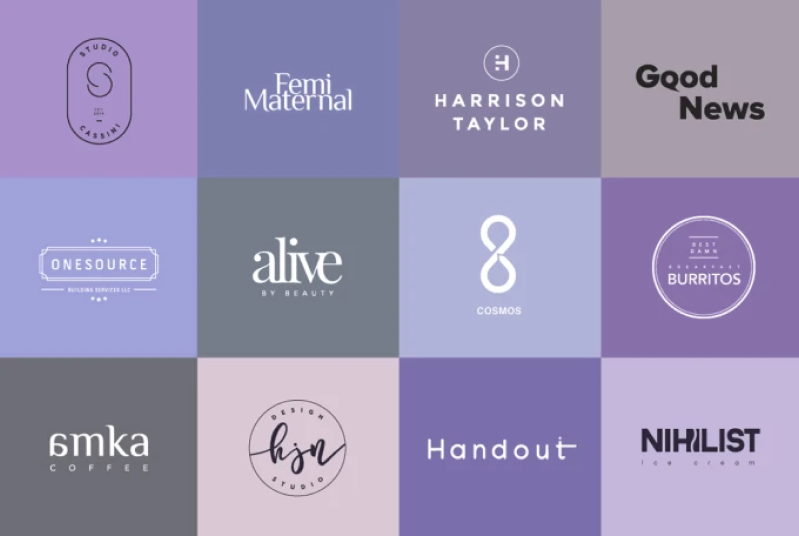 STUDIO
S
EST.
2019
CASSINI
Femi
Maternal
H
HARRISON
TAYLOR
Good
News
ONESOURCE
BUILDING SERVICES LLC
alive
BY BEAUTY
COSMOS
BEST
DAMN
BREAKFAST
BURRITOS
amka
COFFEE
DESIGN
hjn
STUDIO
Handout
NIHILIST
ice cream